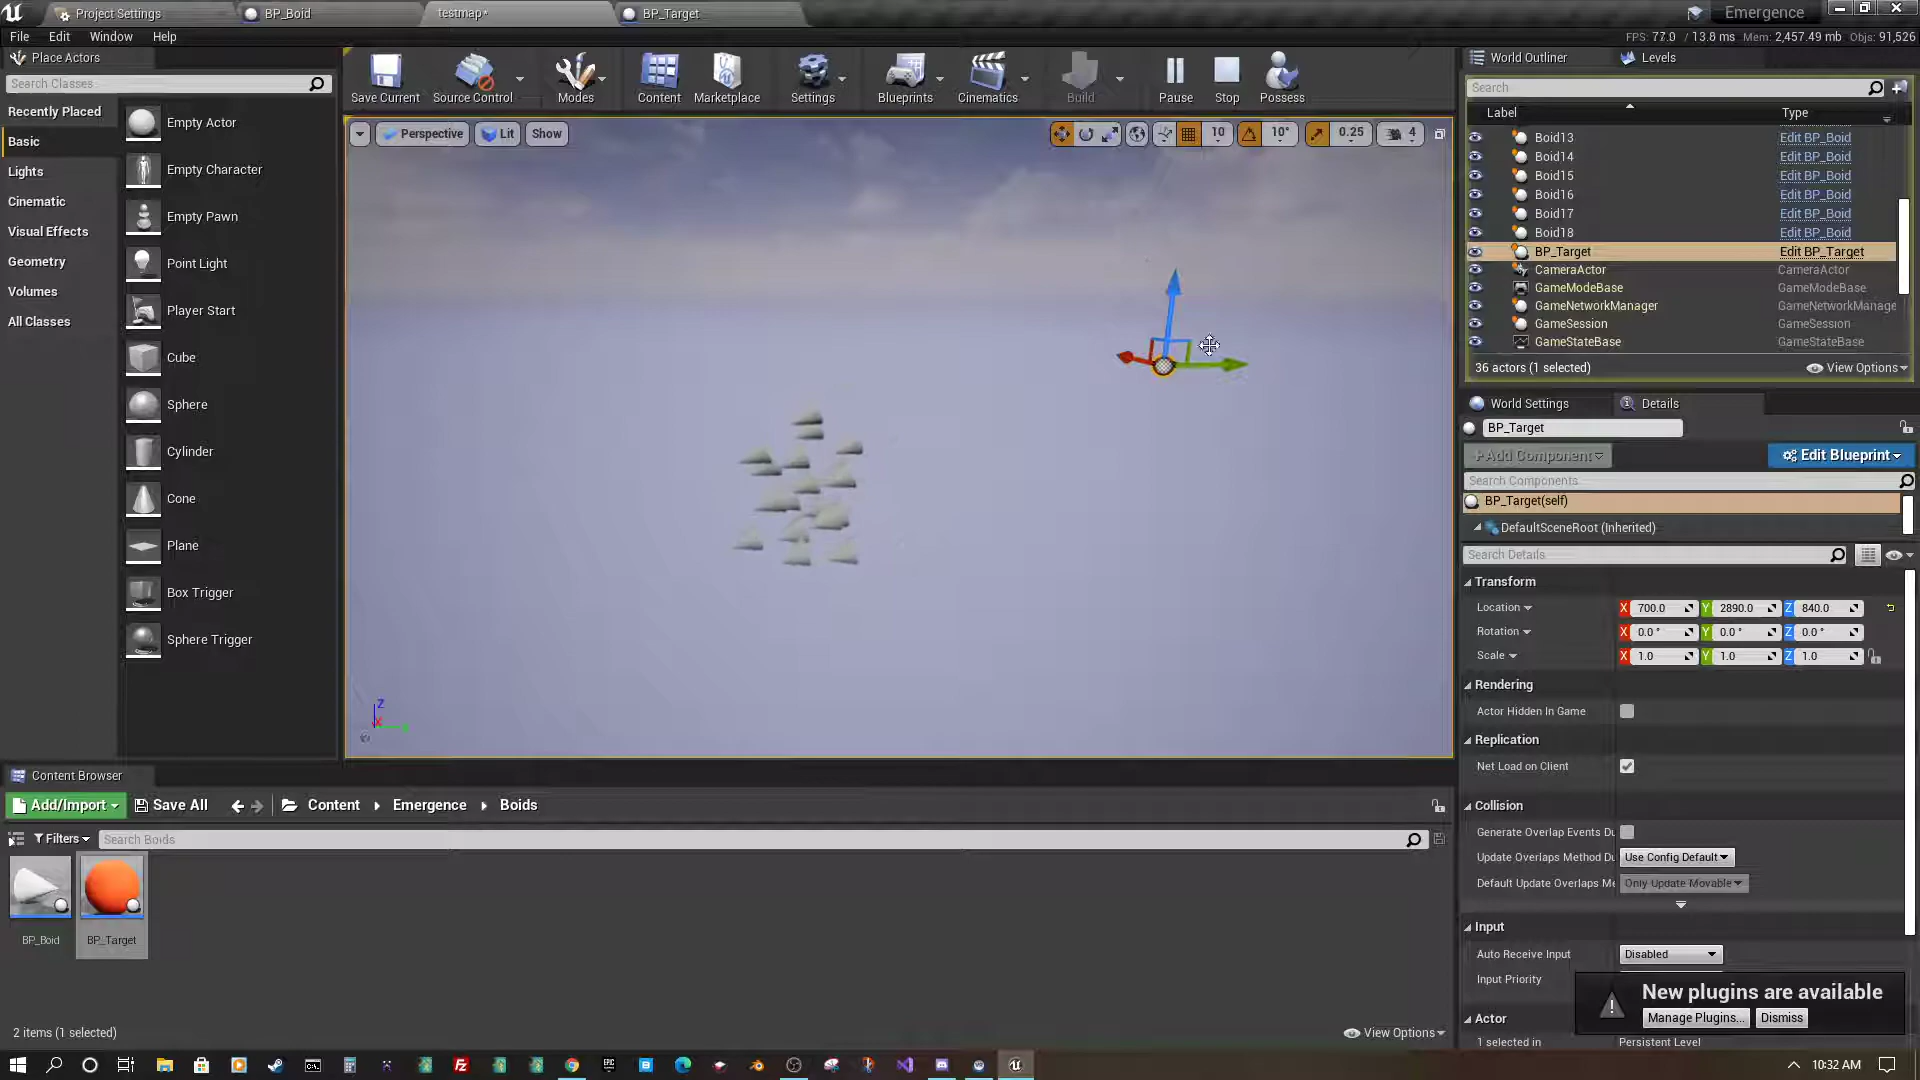 Project Settings
BP_Boid
testmap*
BP_Target
Emergence
File
Edit
Window
Help
FPS: 77.0 / 13.8 ms Mem: 2,457.49 mb Objs: 91,526
Place Actors
Search Classes
Recently Placed
Basic
Lights
Cinematic
Visual Effects
Geometry
Volumes
All Classes
Empty Actor
Empty Character
Empty Pawn
Point Light
Player Start
Cube
Sphere
Cylinder
Cone
Plane
Box Trigger
Sphere Trigger
Save Current
Source Control
Modes
Content
Marketplace
Settings
Blueprints
Cinematics
Build
Pause
Stop
Possess
Perspective
Lit
Show
10
10°
0.25
4
Z
X
World Outliner
Levels
Search
Label
Type
Boid13
Edit BP_Boid
Boid14
Edit BP_Boid
Boid15
Edit BP_Boid
Boid16
Edit BP_Boid
Boid17
Edit BP_Boid
Boid18
Edit BP_Boid
BP_Target
Edit BP_Target
CameraActor
CameraActor
GameModeBase
GameModeBase
GameNetworkManager
GameNetworkManage
GameSession
GameSession
GameStateBase
GameStateBase
36 actors (1 selected)
View Options
World Settings
Details
BP_Target
+Add Component
Edit Blueprint
Search Components
BP_Target(self)
DefaultSceneRoot (Inherited)
Search Details
Transform
Location
X 700.0 Y 2890.0 Z 840.0
Rotation
X 0.0 ° Y 0.0 ° Z 0.0 °
Scale
X 1.0 Y 1.0 Z 1.0
Rendering
Actor Hidden In Game
Replication
Net Load on Client
Collision
Generate Overlap Events Du
Update Overlaps Method Du
Use Config Default
Default Update Overlaps Me
Only Update Movable
Input
Auto Receive Input
Disabled
Input Priority
Actor
1 selected in
Persistent Level
New plugins are available
Manage Plugins...
Dismiss
Content Browser
Add/Import
Save All
Content
Emergence
Boids
Filters
Search Boids
BP_Boid
BP_Target
2 items (1 selected)
View Options
EPIC
10:32 AM